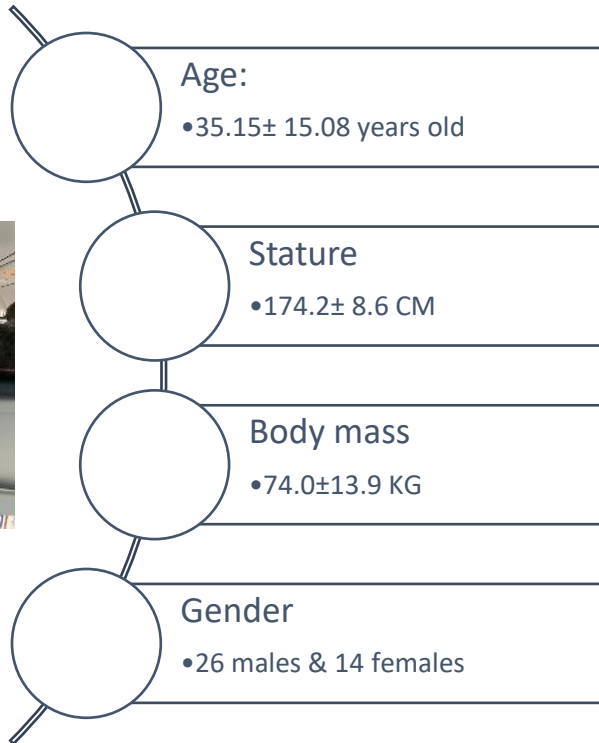 Age:
•35.15± 15.08 years old
Stature
•174.2± 8.6 CM
Body mass
•74.0±13.9 KG
Gender
•26 males & 14 females